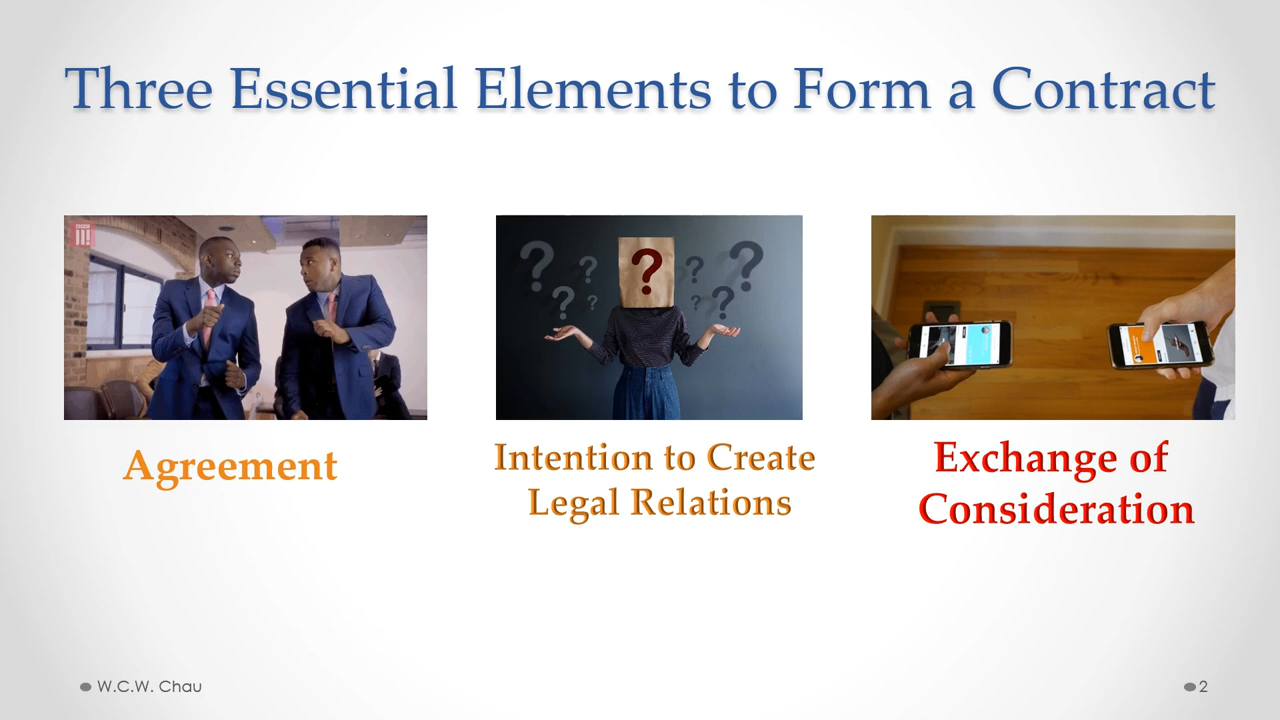 Three Essential Elements to Form a Contract
Agreement
Intention to Create
Legal Relations
Exchange of
Consideration
W.C.W. Chau
2